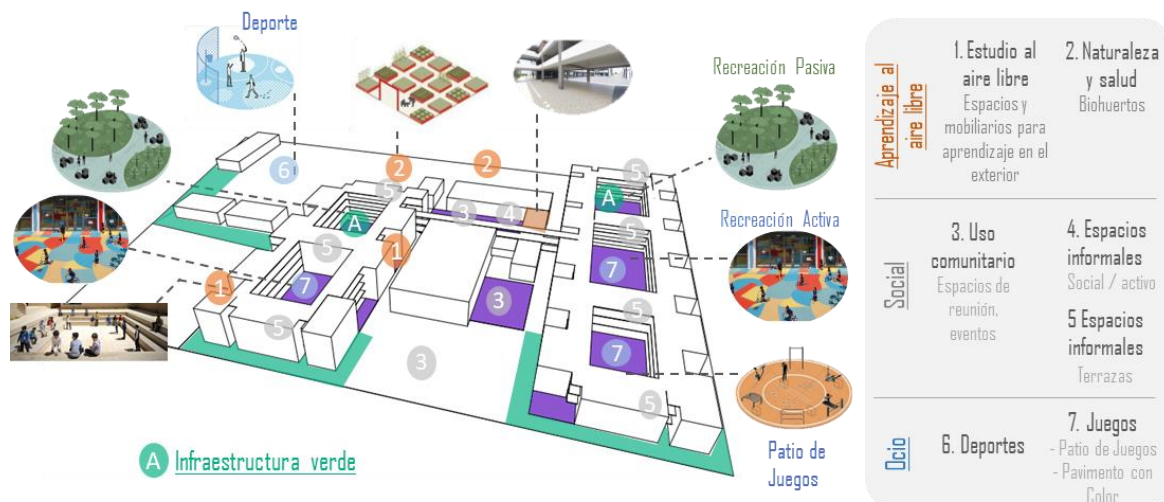 Deporte
Recreación Pasiva
Recreación Activa
Patio de
Juegos
6
2
2
5
5
A
A
3
4
5
1
5
7
7
1
3
5
5
3
7
5
A Infraestructura verde
Aprendizaje al
aire libre
1. Estudio al
aire libre
Espacios y
mobiliarios para
aprendizaje en el
exterior
2. Naturaleza
y salud
Biohuertos
Social
3. Uso
comunitario
Espacios de
reunión,
eventos
4. Espacios
informales
Social / activo
5 Espacios
informales
Terrazas
Ocio
6. Deportes
7. Juegos
- Patio de Juegos
- Pavimento con
Color